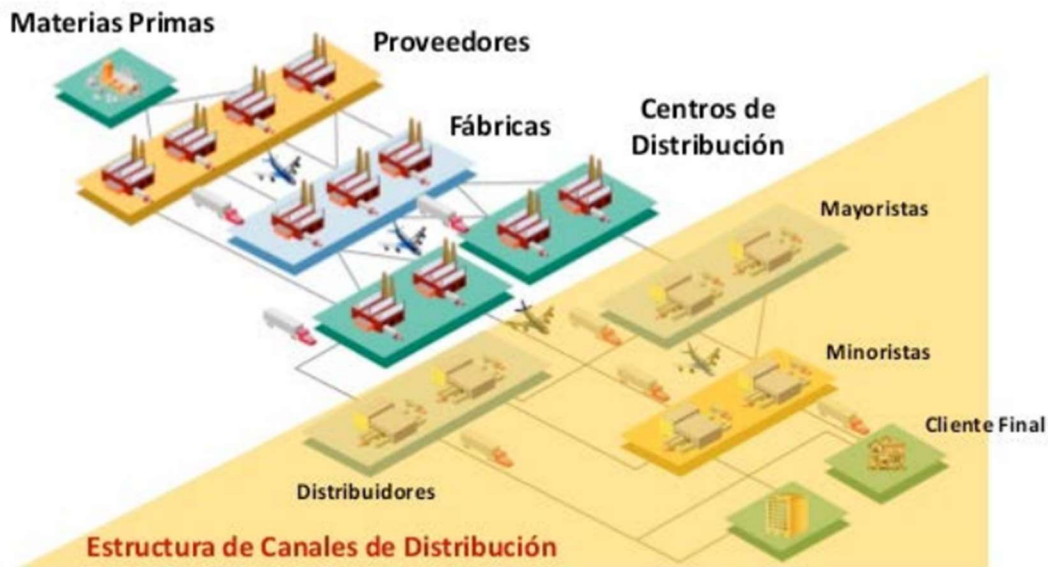 Materias Primas
Proveedores
Fábricas
Centros de
Distribución
Mayoristas
Minoristas
Cliente Final
Distribuidores
Estructura de Canales de Distribución